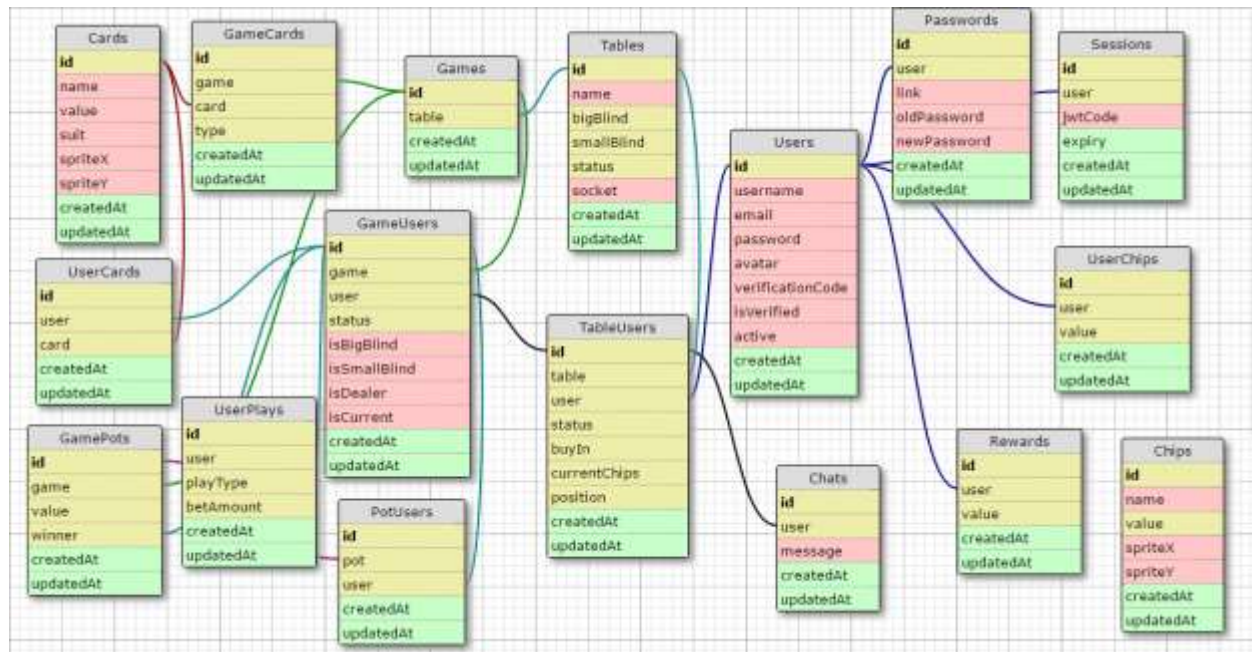 Cards
id
name
value
suit
spriteX
spriteY
createdAt
updatedAt
GameCards
id
game
card
type
createdAt
updatedAt
Games
id
table
createdAt
updatedAt
Tables
id
name
bigBlind
smallBlind
status
socket
createdAt
updatedAt
Users
id
username
email
password
avatar
verificationCode
isVerified
active
createdAt
updatedAt
Passwords
id
user
link
oldPassword
newPassword
createdAt
updatedAt
Sessions
id
user
jwtCode
expiry
createdAt
updatedAt
UserCards
id
user
card
createdAt
updatedAt
GameUsers
id
game
user
status
isBigBlind
isSmallBlind
isDealer
isCurrent
createdAt
updatedAt
TableUsers
id
table
user
status
buyIn
currentChips
position
createdAt
updatedAt
UserChips
id
user
value
createdAt
updatedAt
GamePots
id
game
value
winner
createdAt
updatedAt
UserPlays
id
user
playType
betAmount
createdAt
updatedAt
PotUsers
id
pot
user
createdAt
updatedAt
Chats
id
user
message
createdAt
updatedAt
Rewards
id
user
value
createdAt
updatedAt
Chips
id
name
value
spriteX
spriteY
createdAt
updatedAt